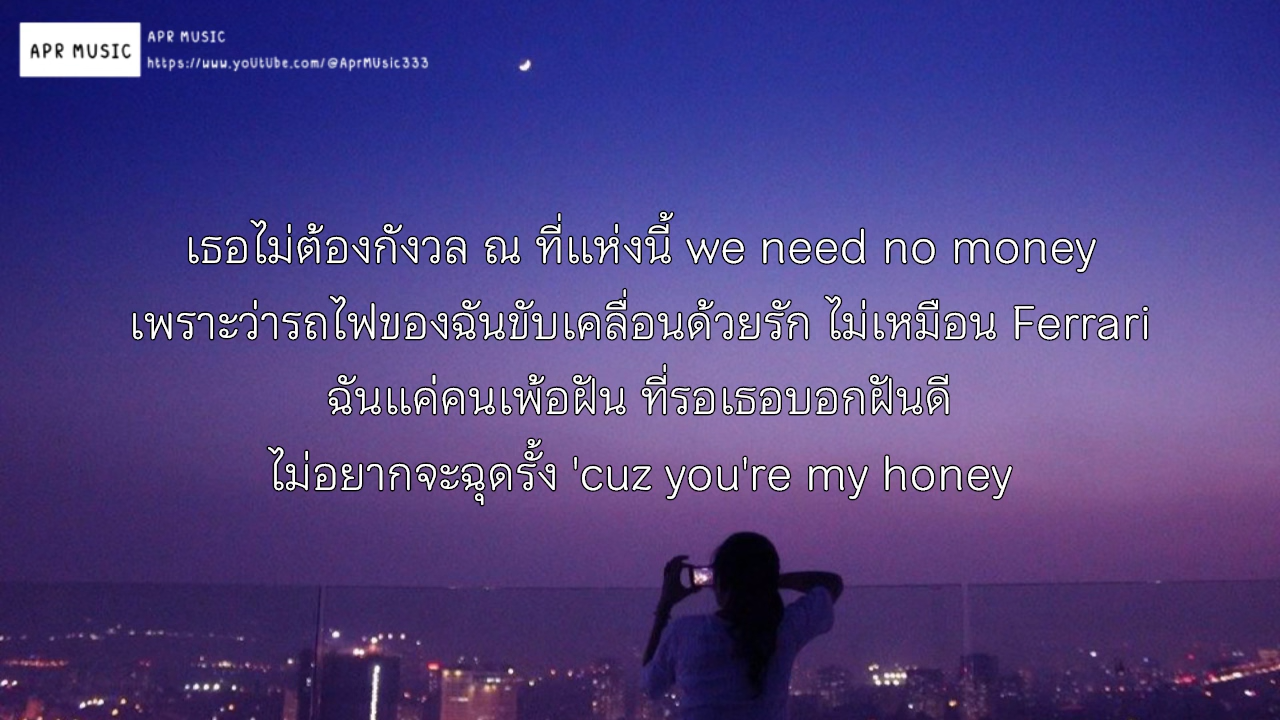 APR MUSIC
APR MUSIC
https://www.youtube.com/@AprMusic333
เธอไม่ต้องกังวล ณ ที่แห่งนี้ we need no money
เพราะว่ารถไฟของฉันขับเคลื่อนด้วยรัก ไม่เหมือน Ferrari
ฉันแค่คนเพ้อฝัน ที่รอเธอบอกฝันดี
ไม่อยากจะฉุดรั้ง 'cuz you're my honey